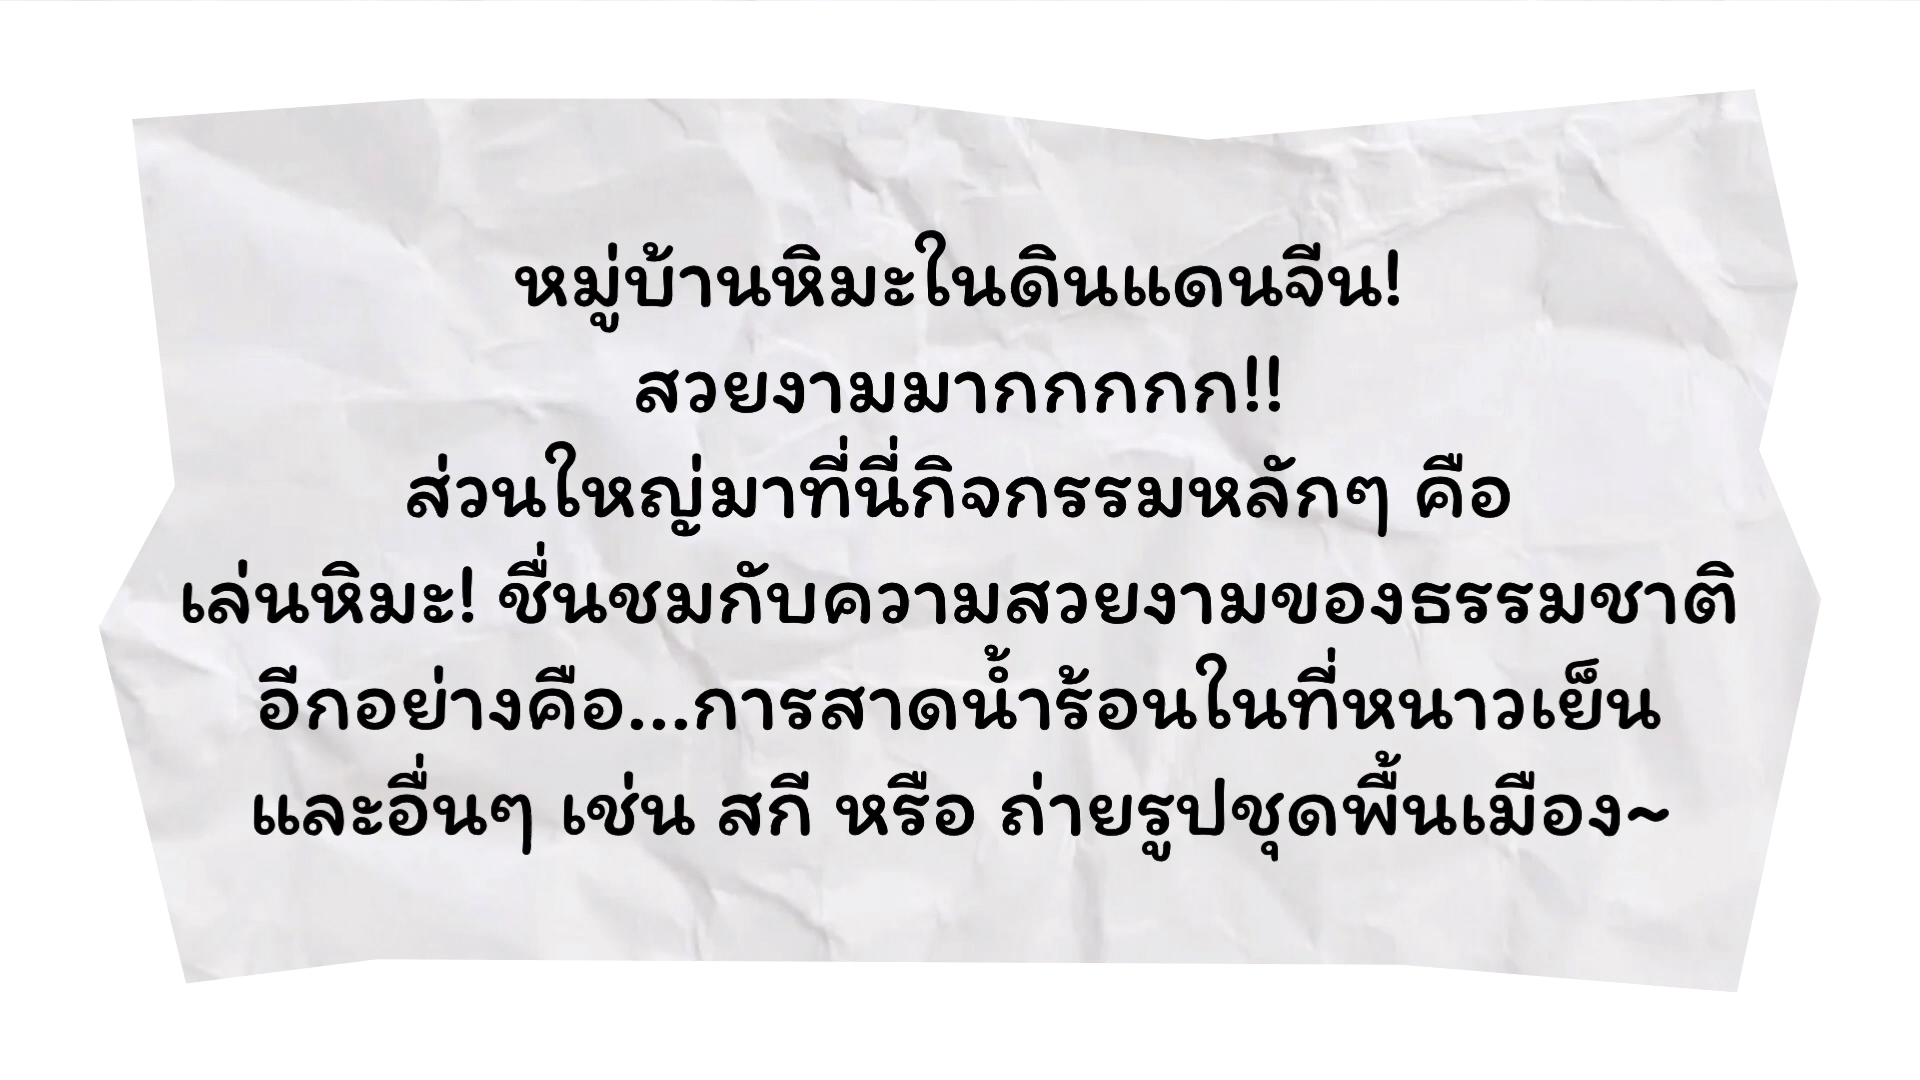 หมู่บ้านหิมะในดินแดนจีน!
สวยงามมากกกกก!!
ส่วนใหญ่มาที่นี่กิจกรรมหลักๆ คือ
เล่นหิมะ! ชื่นชมกับความสวยงามของธรรมชาติ
อีกอย่างคือ...การสาดน้ำร้อนในที่หนาวเย็น
และอื่นๆ เช่น สกี หรือ ถ่ายรูปชุดพื้นเมือง~